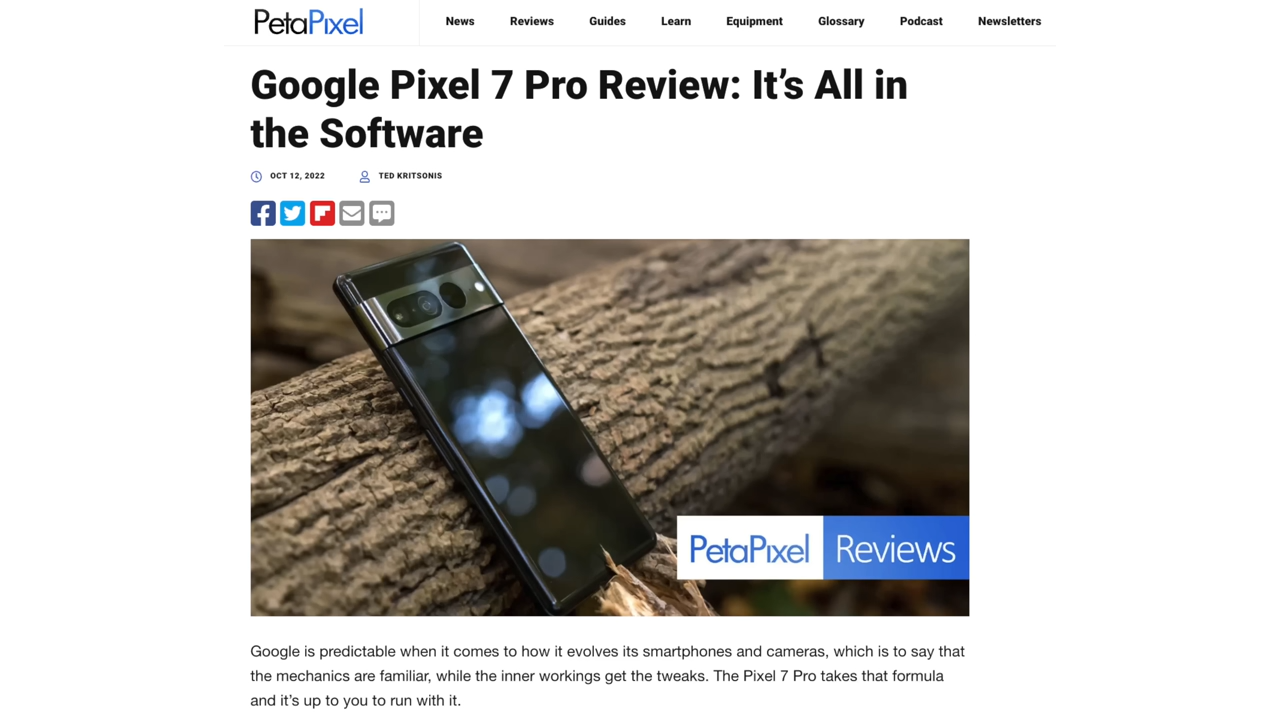 PetaPixel
News Reviews Guides Learn Equipment Glossary Podcast Newsletters
Google Pixel 7 Pro Review: It’s All in
the Software
OCT 12, 2022 TED KRITSONIS
PetaPixel Reviews
Google is predictable when it comes to how it evolves its smartphones and cameras, which is to say that
the mechanics are familiar, while the inner workings get the tweaks. The Pixel 7 Pro takes that formula
and it’s up to you to run with it.